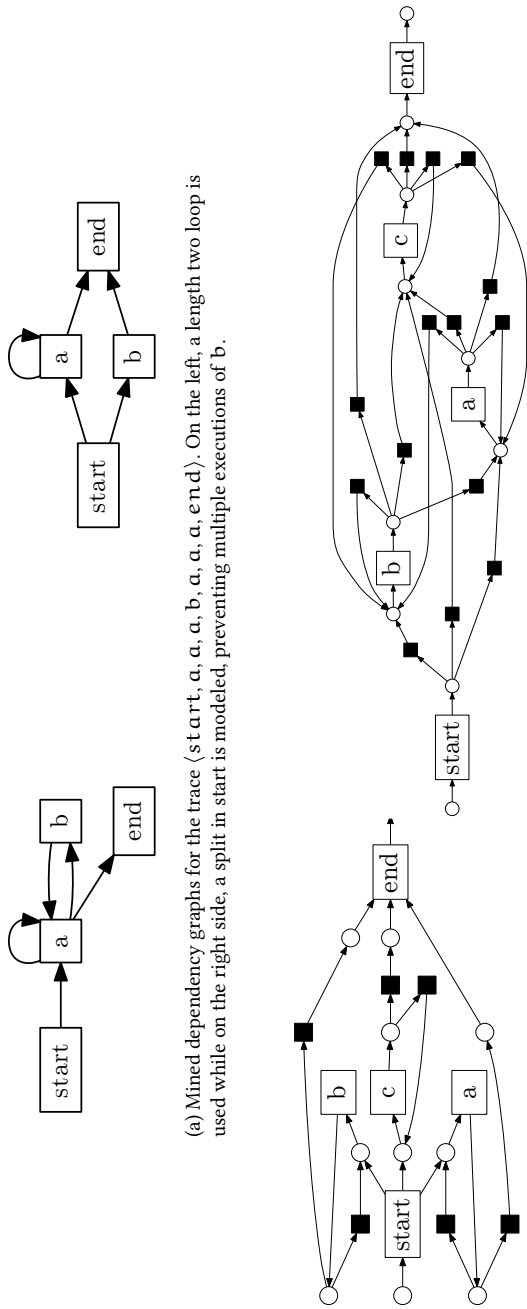 start
a
b
end
start
a
b
end
(a) Mined dependency graphs for the trace ⟨start, a, a, a, b, a, a, a, end⟩. On the left, a length two loop is
used while on the right side, a split in start is modeled, preventing multiple executions of b.
start
b
c
a
end
start
b
a
c
end